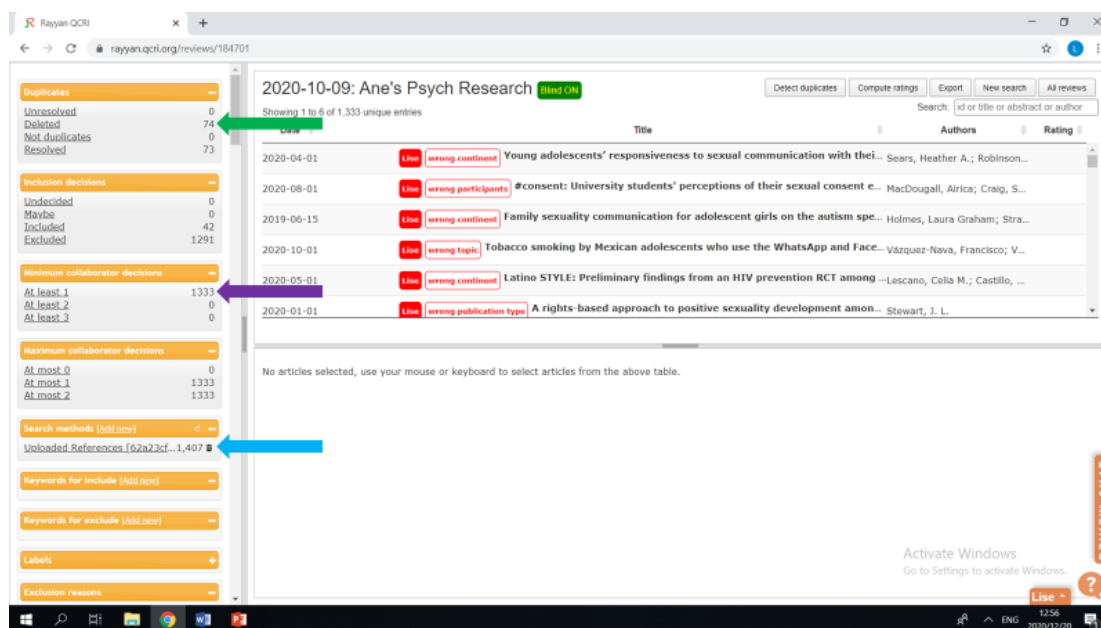 Rayyan QCRI
rayyan.qcri.org/reviews/184701
L
Duplicates
Unresolved 0
Deleted 74
Not duplicates 0
Resolved 73
Inclusion decisions
Undecided 0
Maybe 0
Included 42
Excluded 1291
Minimum collaborator decisions
At least 1 1333
At least 2 0
At least 3 0
Maximum collaborator decisions
At most 0 0
At most 1 1333
At most 2 1333
Search methods [Add new]
Uploaded References [62a23cf... 1,407
Keywords for include [Add new]
Keywords for exclude [Add new]
Labels
Exclusion reasons
2020-10-09: Ane's Psych Research Blind ON
Detect duplicates Compute ratings Export New search All reviews
Showing 1 to 6 of 1,333 unique entries
Search: id or title or abstract or author
Date Title Authors Rating
2020-04-01 Lise wrong continent Young adolescents' responsiveness to sexual communication with thei... Sears, Heather A.; Robinson...
2020-08-01 Lise wrong participants #consent: University students' perceptions of their sexual consent e... MacDougall, Alrica; Craig, S...
2019-06-15 Lise wrong continent Family sexuality communication for adolescent girls on the autism spe... Holmes, Laura Graham; Stra...
2020-10-01 Lise wrong topic Tobacco smoking by Mexican adolescents who use the WhatsApp and Face... Vázquez-Nava, Francisco; V...
2020-05-01 Lise wrong continent Latino STYLE: Preliminary findings from an HIV prevention RCT among ... Lescano, Celia M.; Castillo, ...
2020-01-01 Lise wrong publication type A rights-based approach to positive sexuality development amon... Stewart, J. L.
No articles selected, use your mouse or keyboard to select articles from the above table.
Activate Windows
Go to Settings to activate Windows.
?
Lise
ENG
12:56
2020/12/20